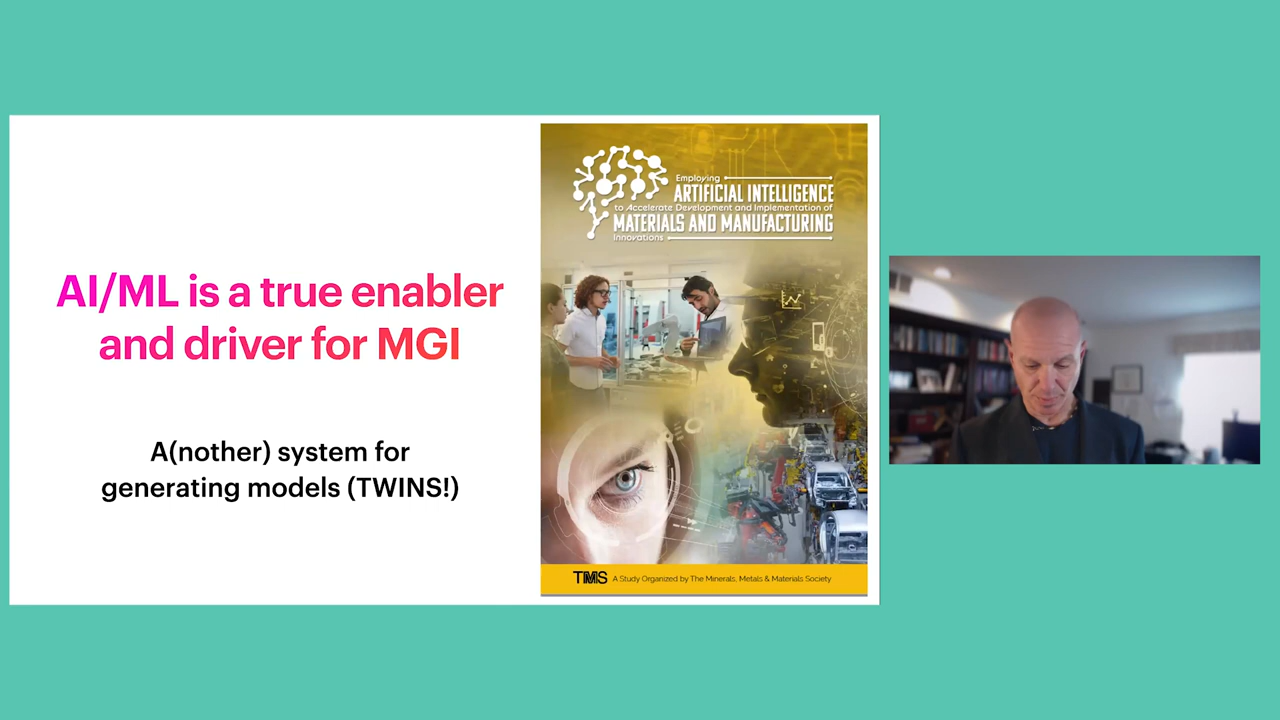 AI/ML is a true enabler
and driver for MGI
A(nother) system for
generating models (TWINS!)
Employing
ARTIFICIAL INTELLIGENCE
to Accelerate Development and Implementation of
MATERIALS AND MANUFACTURING
Innovations
TMS A Study Organized by The Minerals, Metals & Materials Society